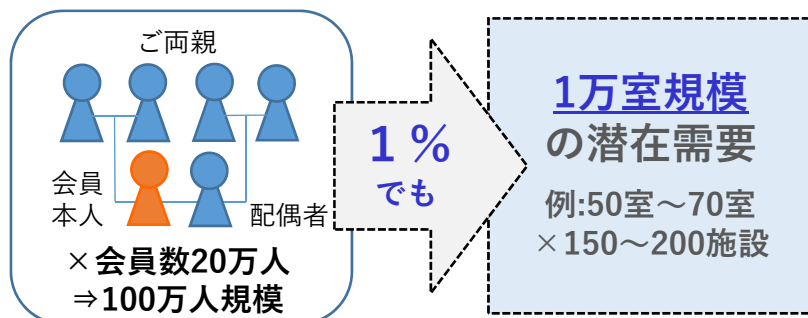 ご両親
会員
本人
配偶者
×会員数20万人
⇒100万人規模
1%
でも
1万室規模
の潜在需要
例:50室～70室
×150～200施設